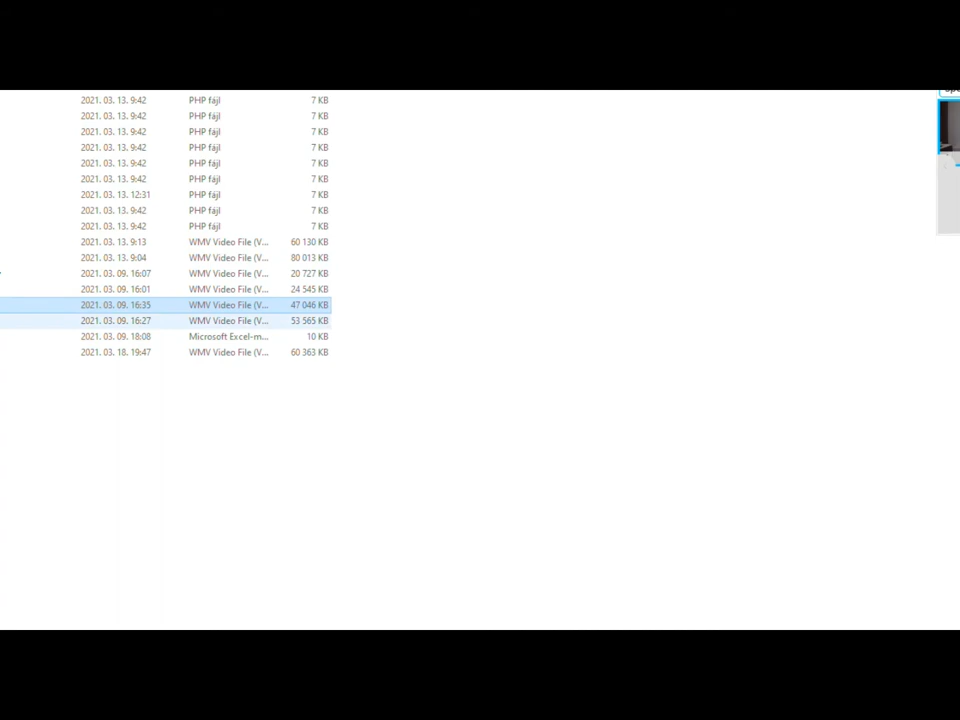 2021. 03. 13. 9:42 PHP fájl 7 KB
2021. 03. 13. 9:42 PHP fájl 7 KB
2021. 03. 13. 9:42 PHP fájl 7 KB
2021. 03. 13. 9:42 PHP fájl 7 KB
2021. 03. 13. 9:42 PHP fájl 7 KB
2021. 03. 13. 9:42 PHP fájl 7 KB
2021. 03. 13. 12:31 PHP fájl 7 KB
2021. 03. 13. 9:42 PHP fájl 7 KB
2021. 03. 13. 9:42 PHP fájl 7 KB
2021. 03. 13. 9:13 WMV Video File (V... 60 130 KB
2021. 03. 13. 9:04 WMV Video File (V... 80 013 KB
2021. 03. 09. 16:07 WMV Video File (V... 20 727 KB
2021. 03. 09. 16:01 WMV Video File (V... 24 545 KB
2021. 03. 09. 16:35 WMV Video File (V... 47 046 KB
2021. 03. 09. 16:27 WMV Video File (V... 53 565 KB
2021. 03. 09. 18:08 Microsoft Excel-m... 10 KB
2021. 03. 18. 19:47 WMV Video File (V... 60 363 KB